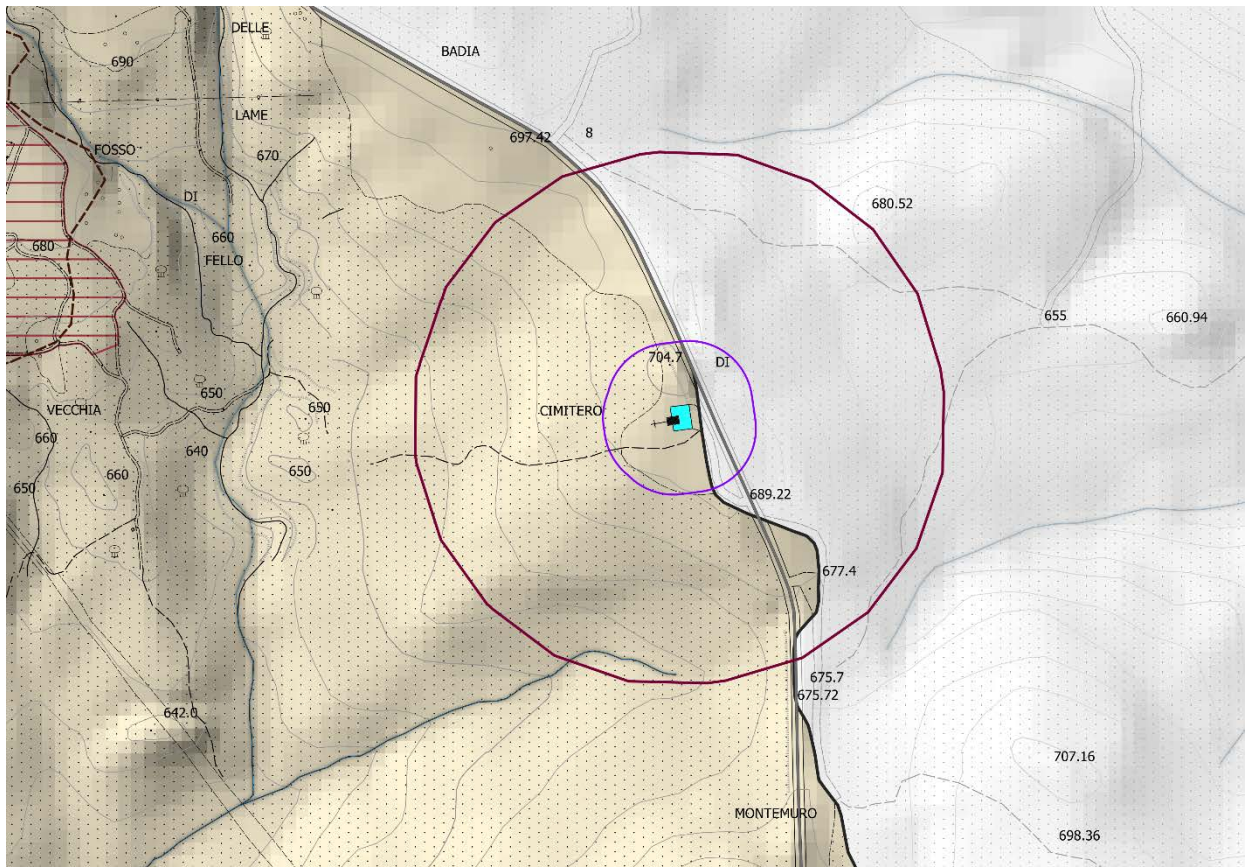 DELLE
BADIA
690
LAME
697.42
8
FOSSO
670
DI
680.52
660
680
FELLO
655
660.94
704.7
DI
650
VECCHIA
650
CIMITERO
660
640
650
660
650
689.22
677.4
675.7
675.72
642.0
707.16
MONTEMURO
698.36